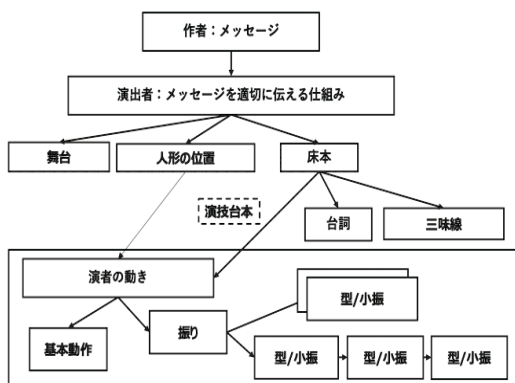 作者：メッセージ
演出者：メッセージを適切に伝える仕組み
舞台
人形の位置
床本
演技台本
台詞
三味線
演者の動き
型/小振
振り
基本動作
型/小振
型/小振
型/小振